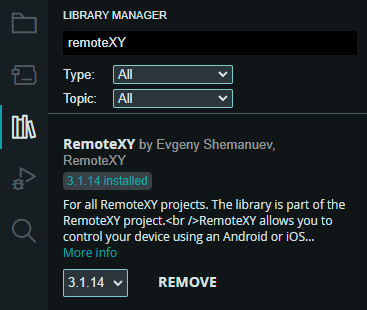 LIBRARY MANAGER
remoteXY
Type: All
Topic: All
RemoteXY by Evgeny Shemanuev,
RemoteXY
3.1.14 installed
For all RemoteXY projects. The library is part of the
RemoteXY project.<br />RemoteXY allows you to
control your device using an Android or iOS...
More info
3.1.14 REMOVE